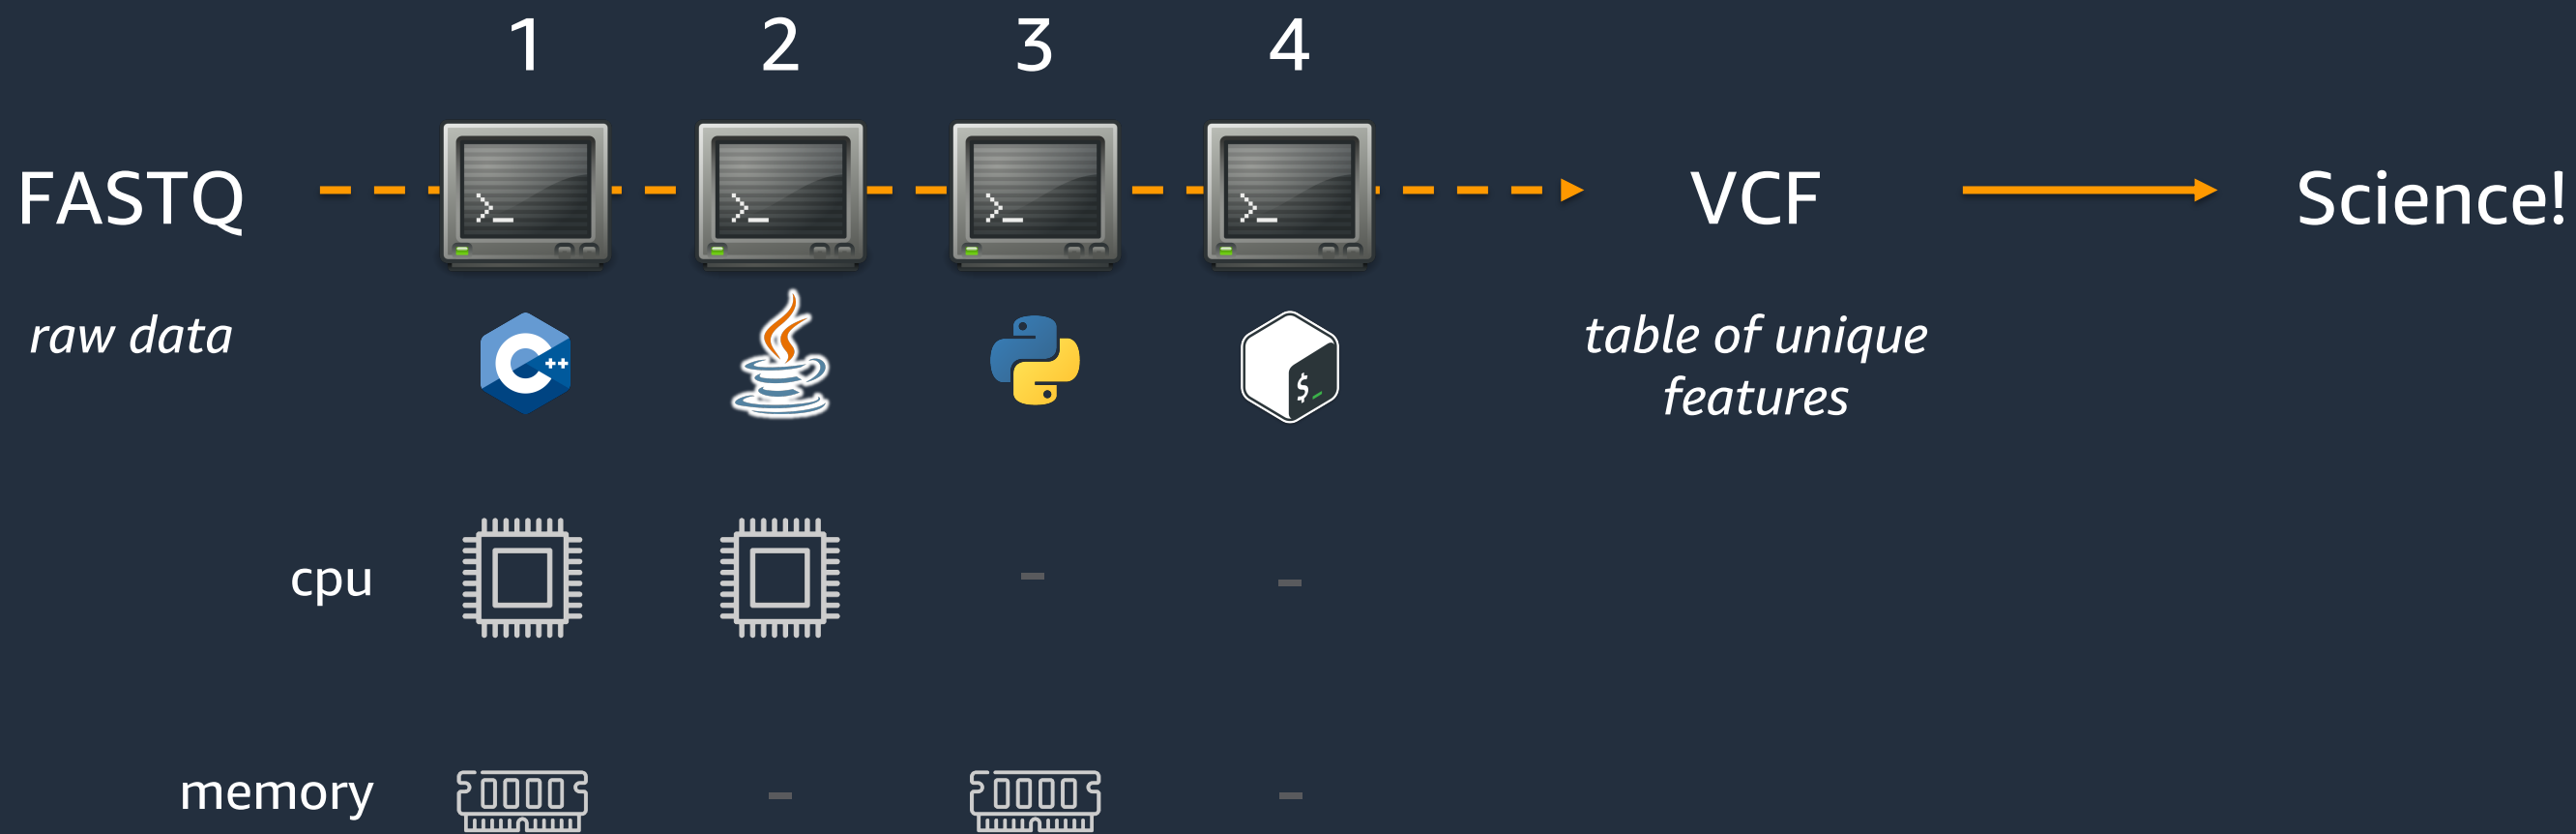 1 2 3 4
FASTQ >_ >_ >_ >_ VCF Science!
raw data C++ $_ table of unique
features
cpu - -
memory - -